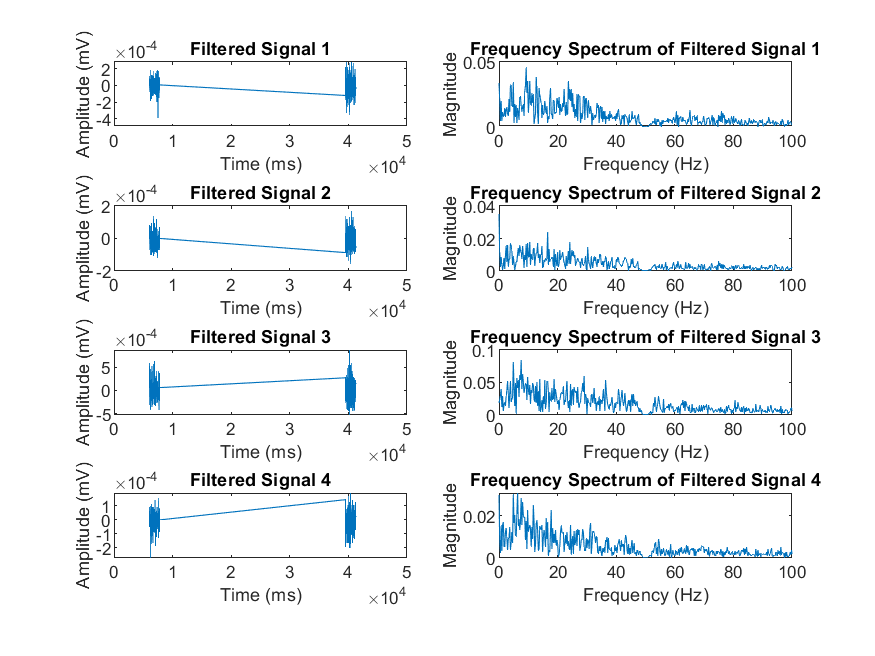 Filtered Signal 1
×10-4
Amplitude (mV)
2
0
-2
-4
0 1 2 3 4 5
Time (ms)
×104
Frequency Spectrum of Filtered Signal 1
Magnitude
0.05
0
0 20 40 60 80 100
Frequency (Hz)
Filtered Signal 2
×10-4
Amplitude (mV)
2
0
-2
0 1 2 3 4 5
Time (ms)
×104
Frequency Spectrum of Filtered Signal 2
Magnitude
0.04
0.02
0
0 20 40 60 80 100
Frequency (Hz)
Filtered Signal 3
×10-4
Amplitude (mV)
5
0
-5
0 1 2 3 4 5
Time (ms)
×104
Frequency Spectrum of Filtered Signal 3
Magnitude
0.1
0.05
0
0 20 40 60 80 100
Frequency (Hz)
Filtered Signal 4
×10-4
Amplitude (mV)
1
0
-1
-2
0 1 2 3 4 5
Time (ms)
×104
Frequency Spectrum of Filtered Signal 4
Magnitude
0.02
0
0 20 40 60 80 100
Frequency (Hz)